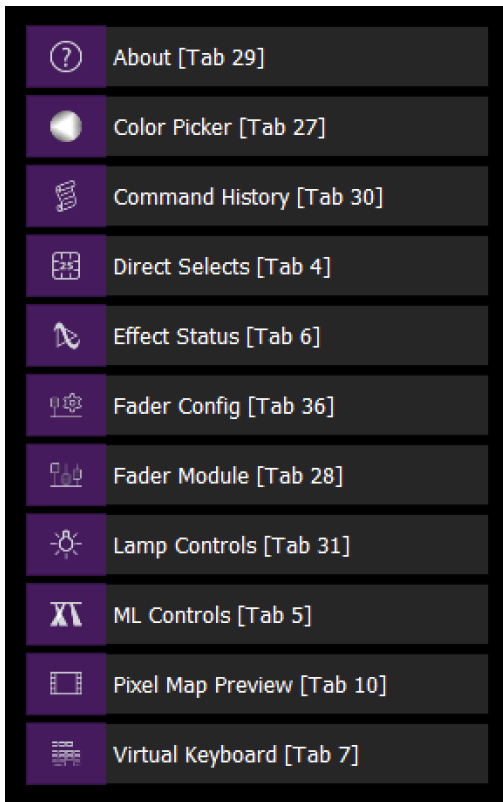 About [Tab 29]
Color Picker [Tab 27]
Command History [Tab 30]
25
Direct Selects [Tab 4]
Effect Status [Tab 6]
Fader Config [Tab 36]
Fader Module [Tab 28]
Lamp Controls [Tab 31]
ML Controls [Tab 5]
Pixel Map Preview [Tab 10]
Virtual Keyboard [Tab 7]